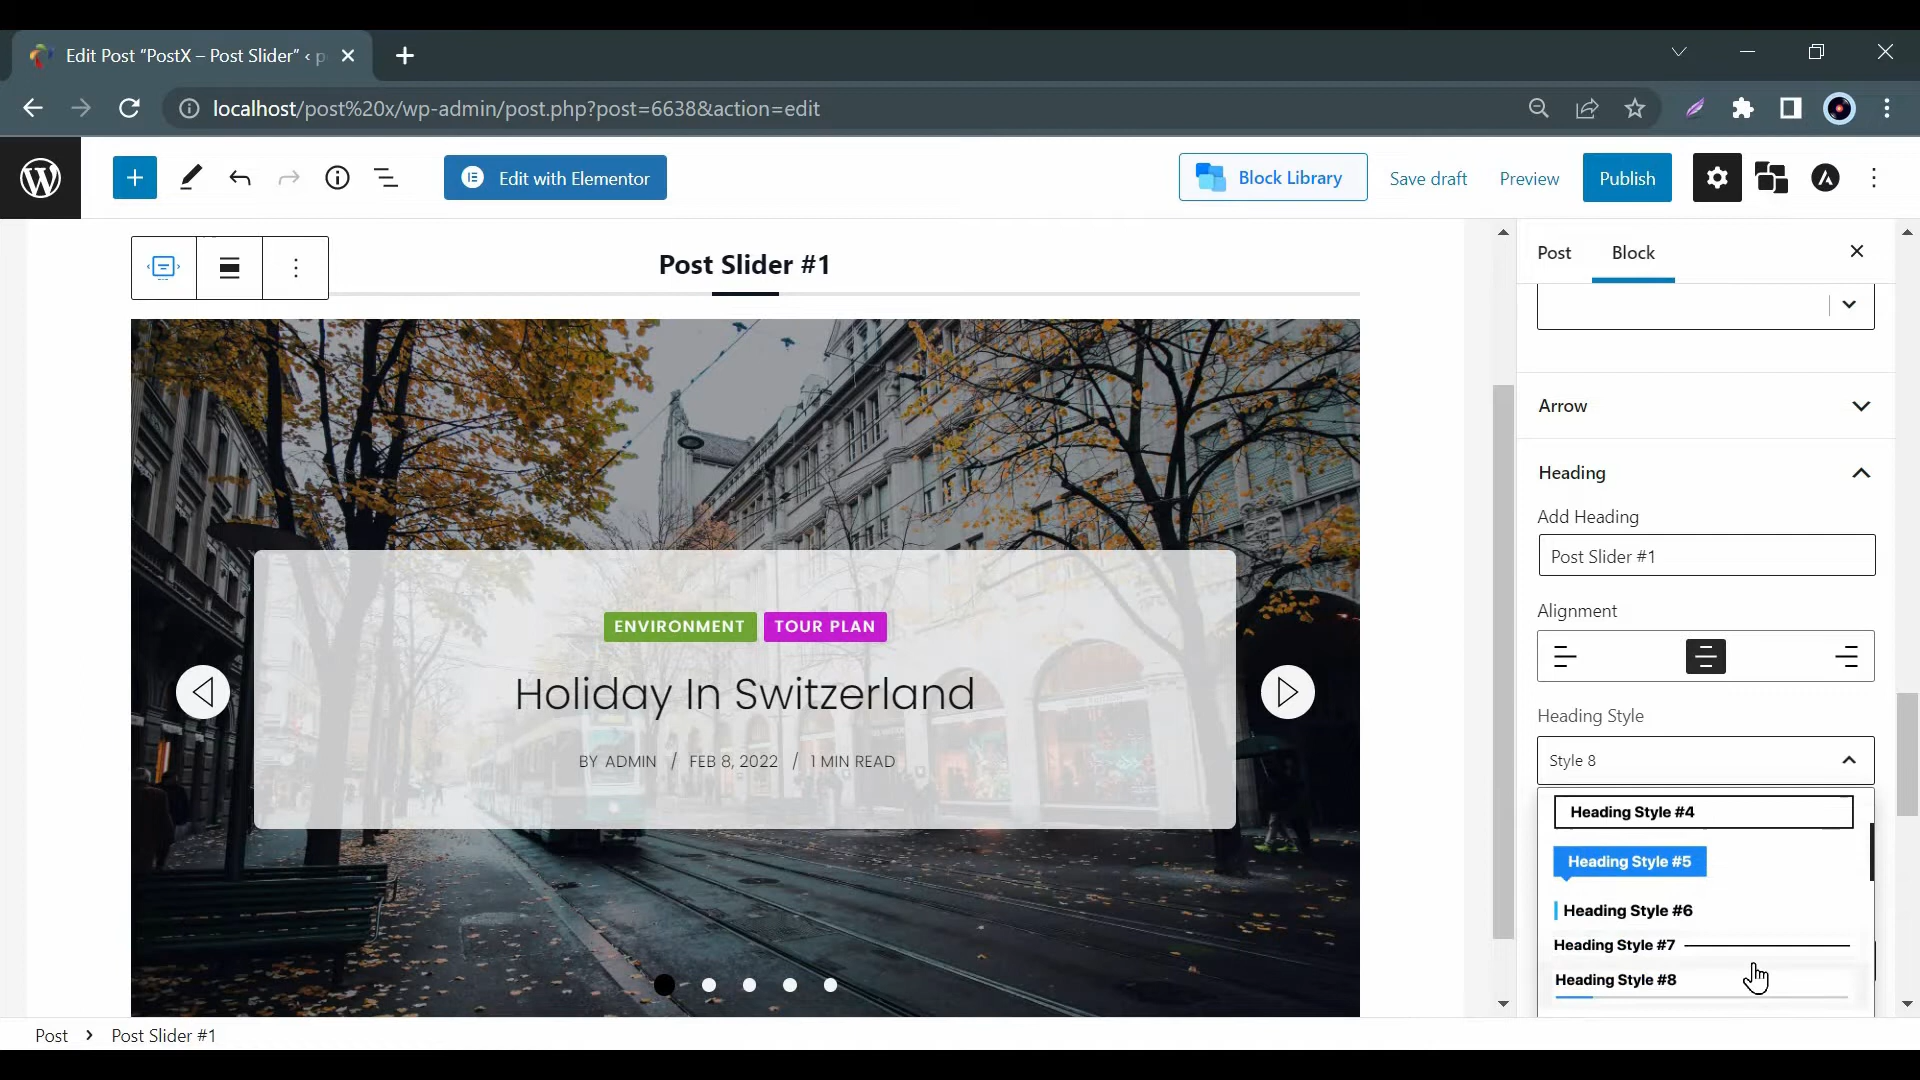 Edit Post "PostX – Post Slider" ‹ p
localhost/post%20x/wp-admin/post.php?post=6638&action=edit
Edit with Elementor
Block Library
Save draft
Preview
Publish
Post Slider #1
Post
Block
Arrow
Heading
Add Heading
Post Slider #1
Alignment
Heading Style
Style 8
Heading Style #4
Heading Style #5
Heading Style #6
Heading Style #7
Heading Style #8
ENVIRONMENT
TOUR PLAN
Holiday In Switzerland
BY ADMIN / FEB 8, 2022 / 1 MIN READ
Post › Post Slider #1